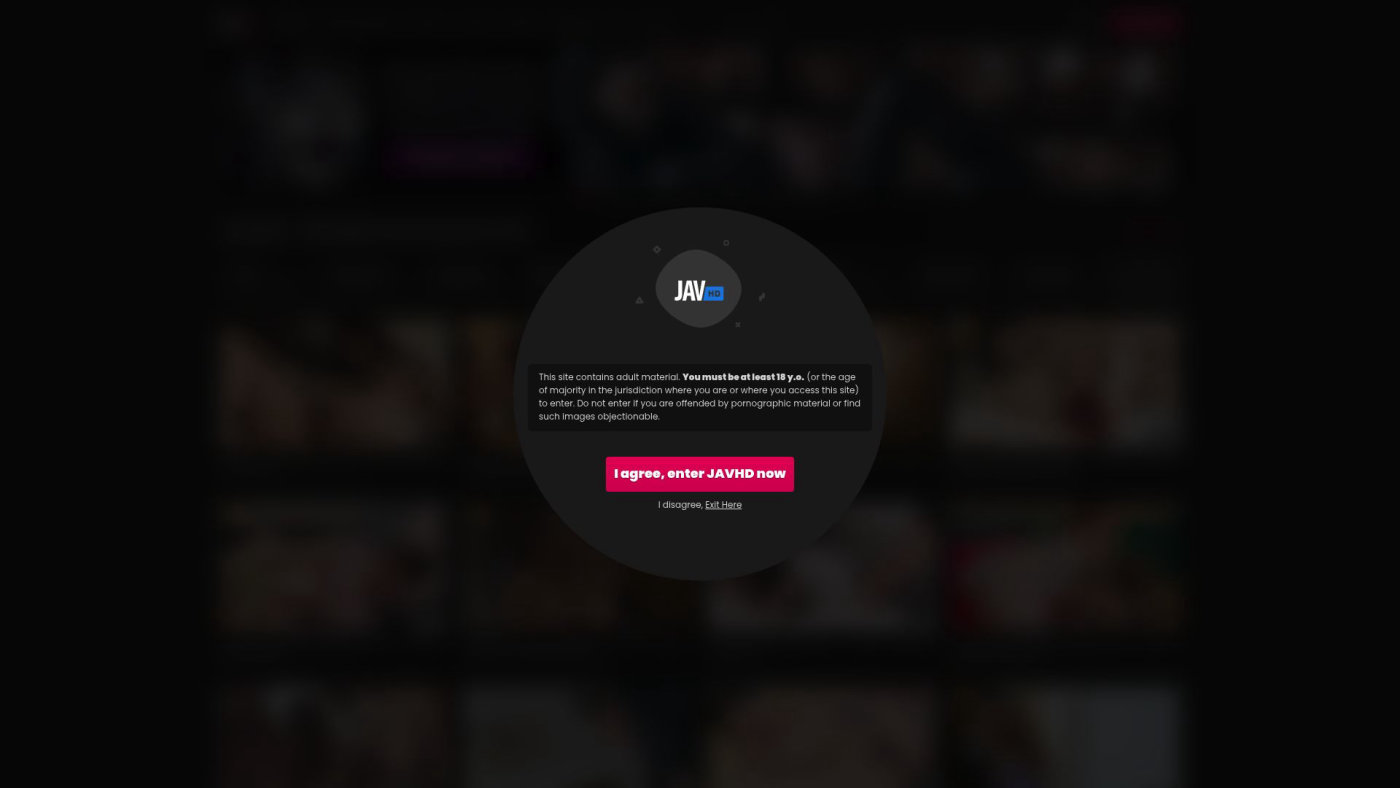 JAV HD
This site contains adult material. You must be at least 18 y.o. (or the age
of majority in the jurisdiction where you are or where you access this site)
to enter. Do not enter if you are offended by pornographic material or find
such images objectionable.
I agree, enter JAVHD now
I disagree, Exit Here